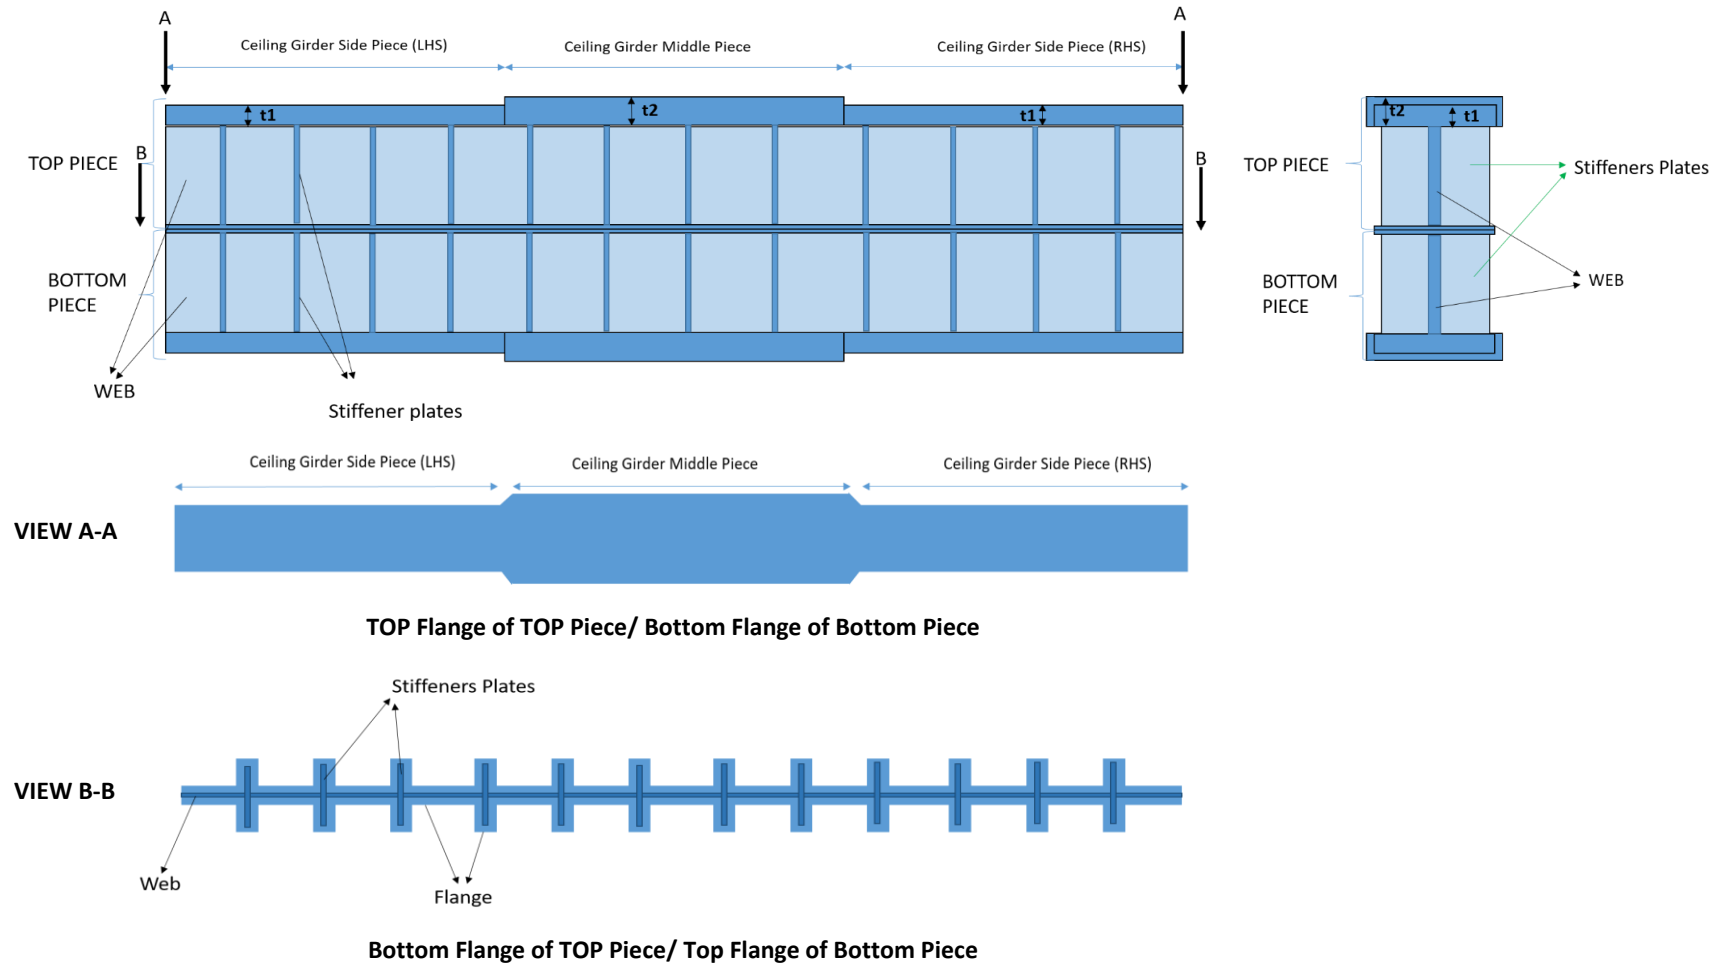 A
A
Ceiling Girder Side Piece (LHS)
Ceiling Girder Middle Piece
Ceiling Girder Side Piece (RHS)
t1
t2
t1
t2
t1
B
B
TOP PIECE
TOP PIECE
Stiffeners Plates
BOTTOM
PIECE
BOTTOM
PIECE
WEB
WEB
Stiffener plates
Ceiling Girder Side Piece (LHS)
Ceiling Girder Middle Piece
Ceiling Girder Side Piece (RHS)
VIEW A-A
TOP Flange of TOP Piece/ Bottom Flange of Bottom Piece
Stiffeners Plates
VIEW B-B
Web
Flange
Bottom Flange of TOP Piece/ Top Flange of Bottom Piece